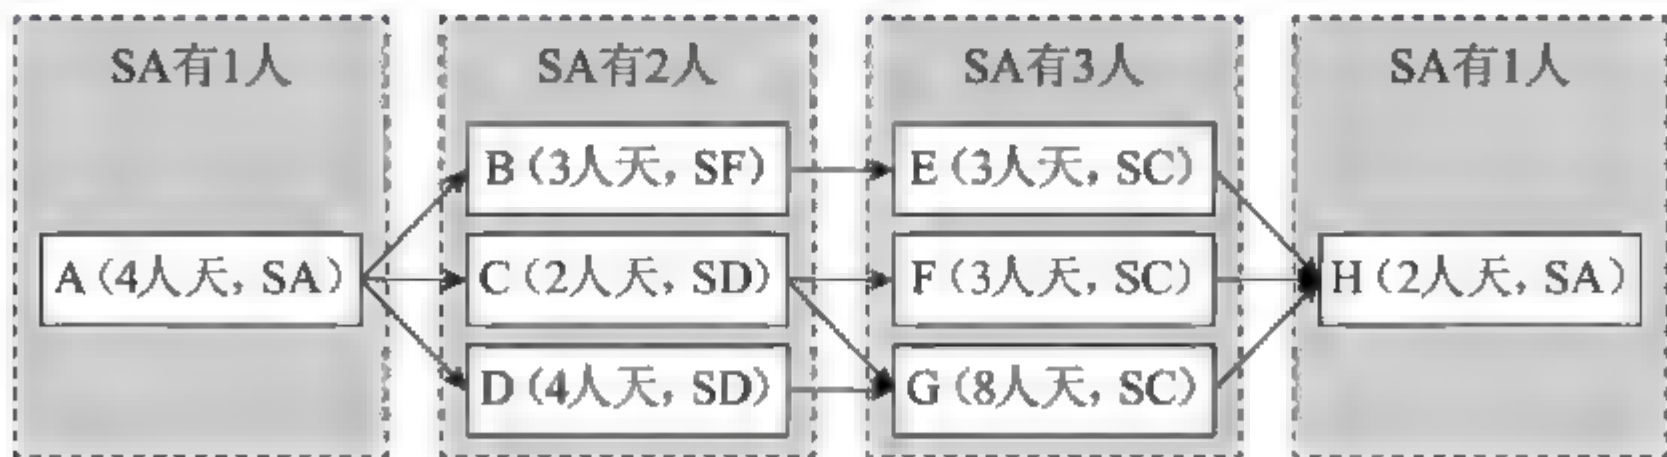 SA有1人
SA有2人
SA有3人
SA有1人
B（3人天，SF）
E（3人天，SC）
A（4人天，SA）
C（2人天，SD）
F（3人天，SC）
H（2人天，SA）
D（4人天，SD）
G（8人天，SC）